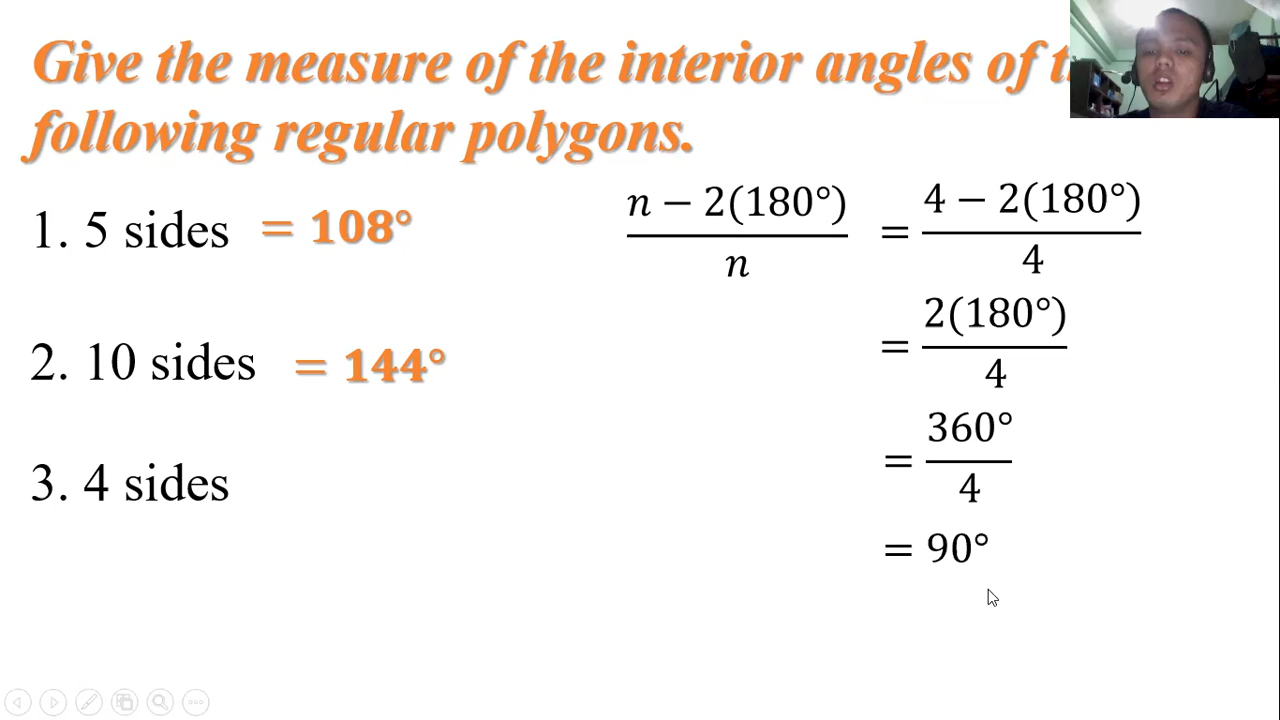 Give the measure of the interior angles of
following regular polygons.
1. 5 sides = 108°
2. 10 sides = 144°
3. 4 sides
n − 2(180°) / n = 4 − 2(180°) / 4
= 2(180°) / 4
= 360° / 4
= 90°